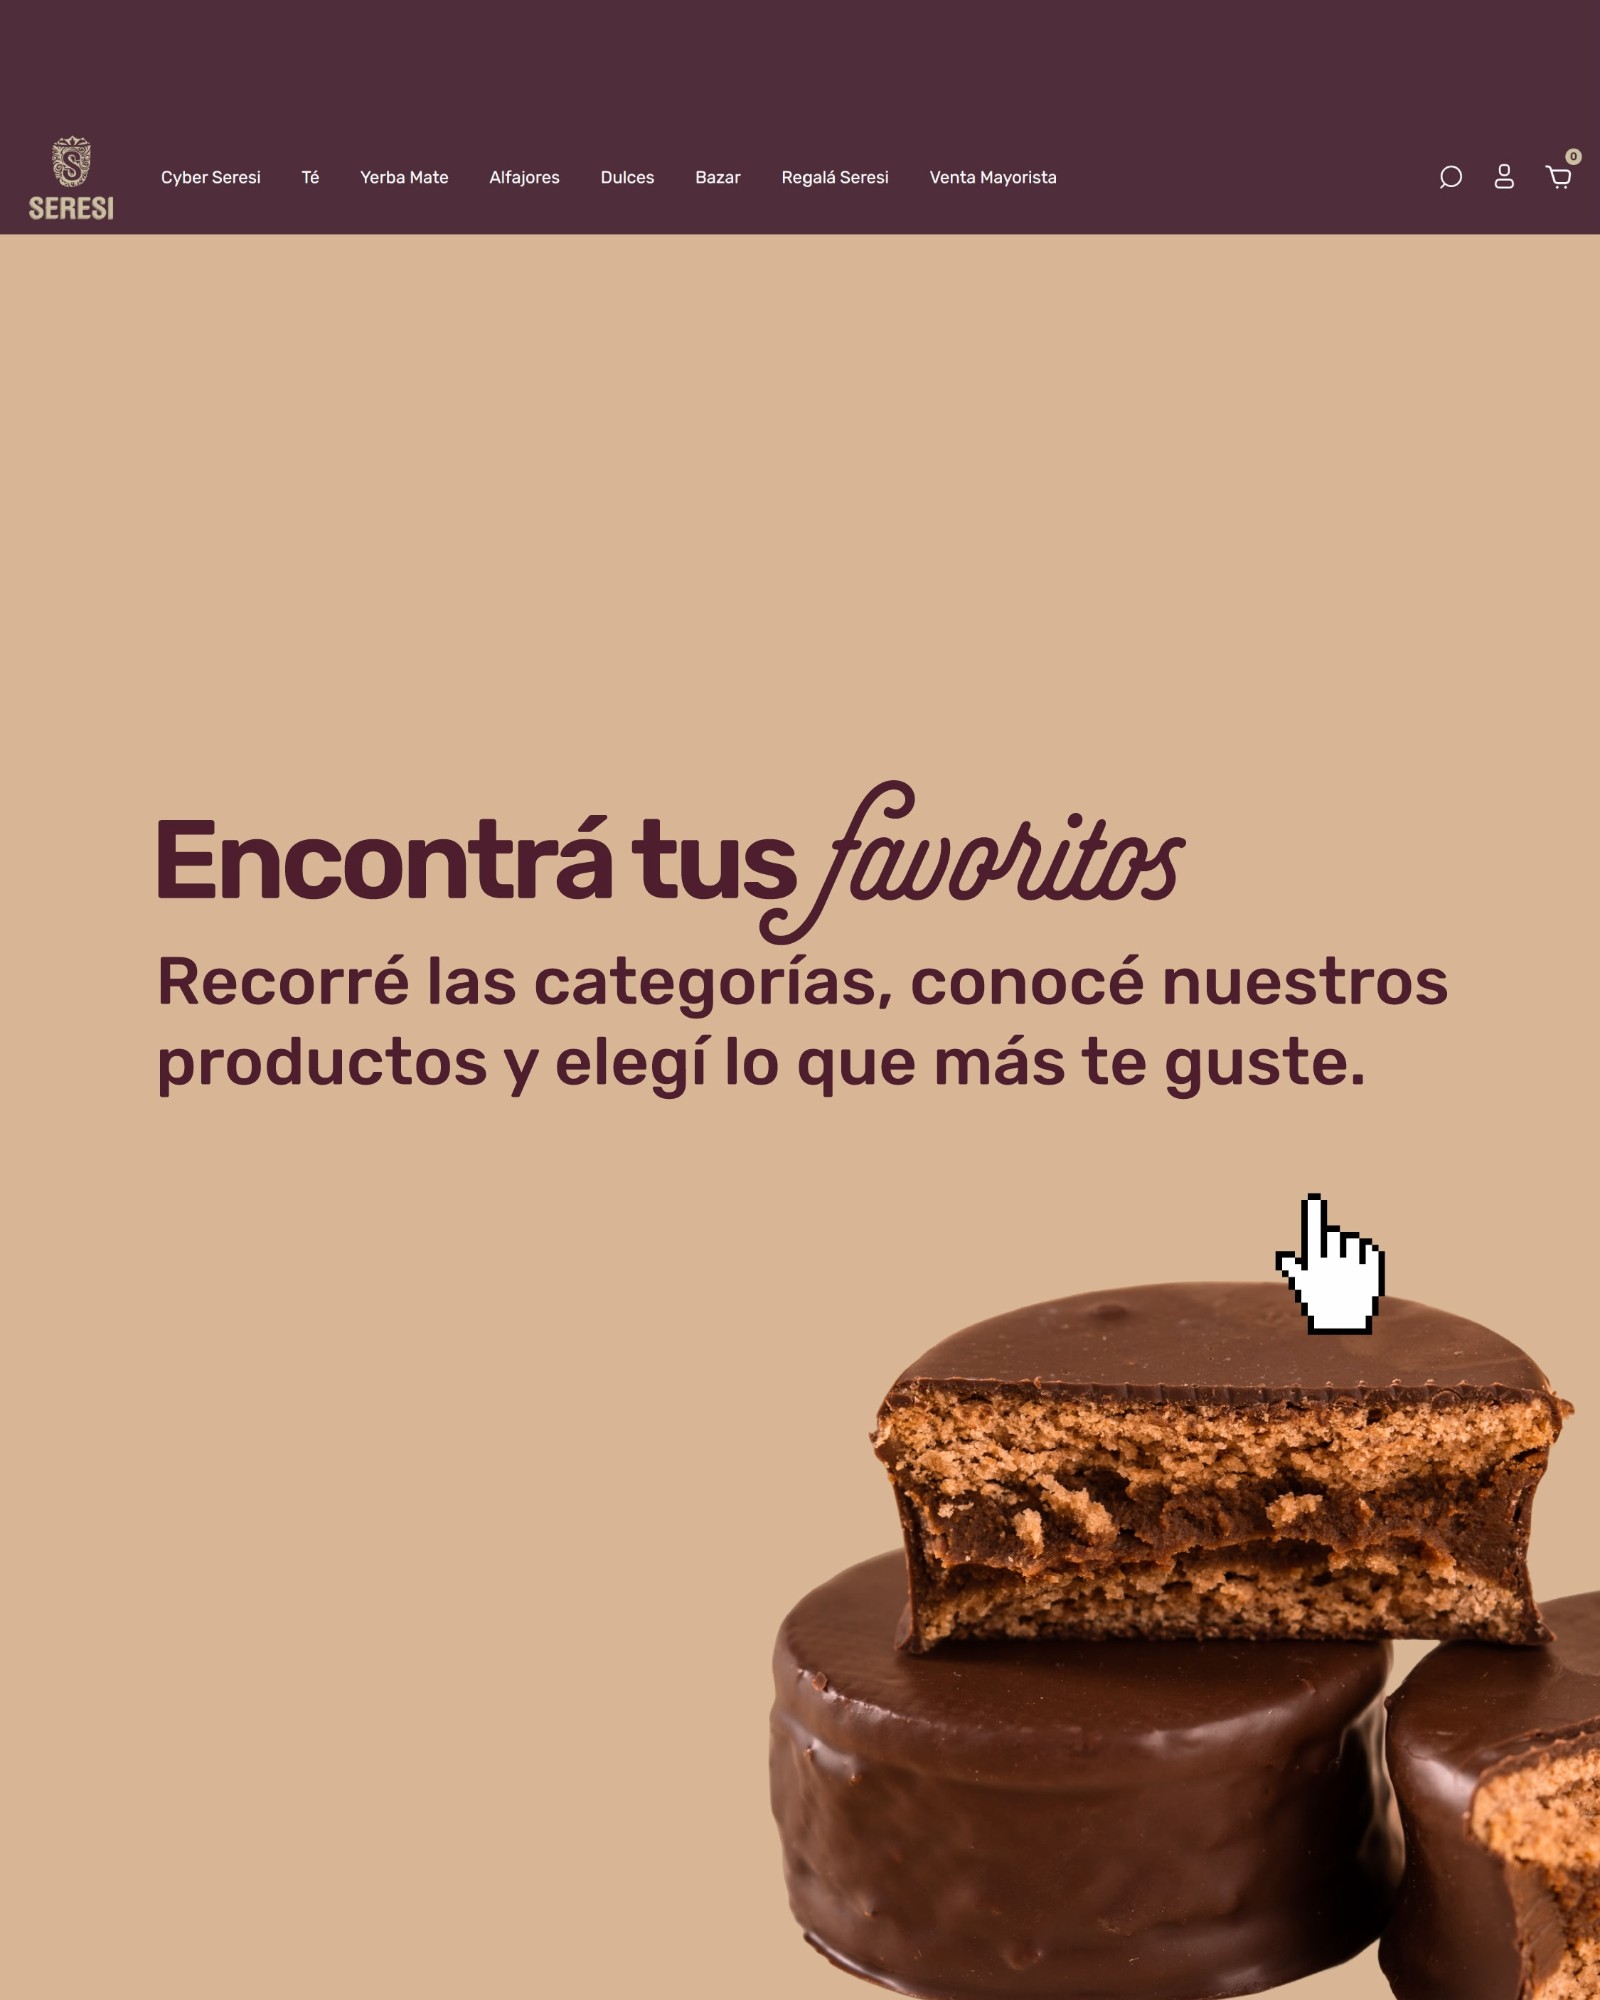 SERESI
Cyber Seresi Té Yerba Mate Alfajores Dulces Bazar Regalá Seresi Venta Mayorista
0
Encontrá tus favoritos
Recorré las categorías, conocé nuestros
productos y elegí lo que más te guste.